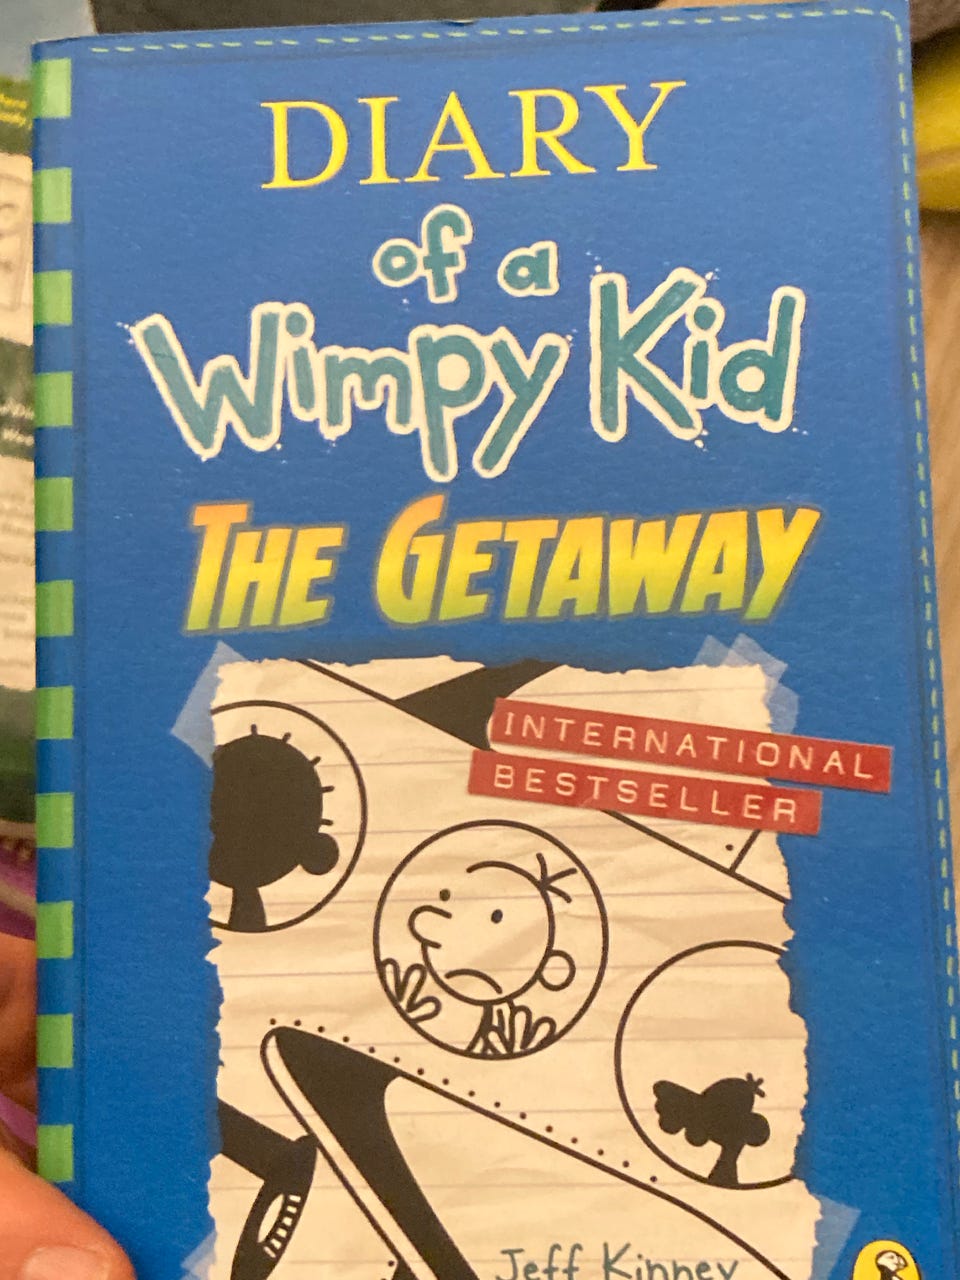 DIARY
of a
Wimpy Kid
THE GETAWAY
INTERNATIONAL
BESTSELLER
Jeff Kinney